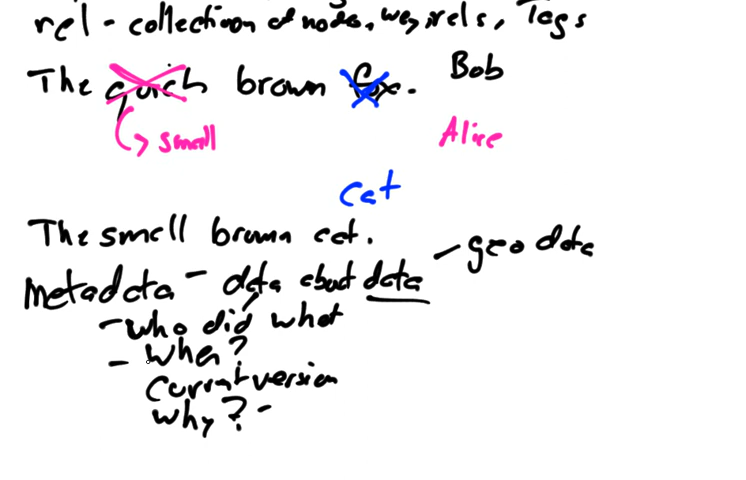 rel - collection of nodes, ways, rels, Tags
The quich brown fox. Bob
small Alice
cat
The small brown cat.
Metadata - data about data - geo data
- who did what
- when?
current version
why? -